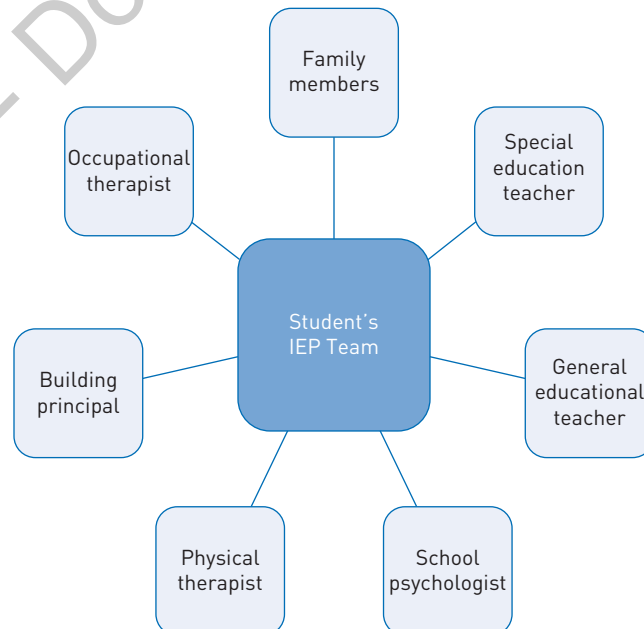 Family
members
Special
education
teacher
General
educational
teacher
School
psychologist
Physical
therapist
Building
principal
Occupational
therapist
Student’s
IEP Team